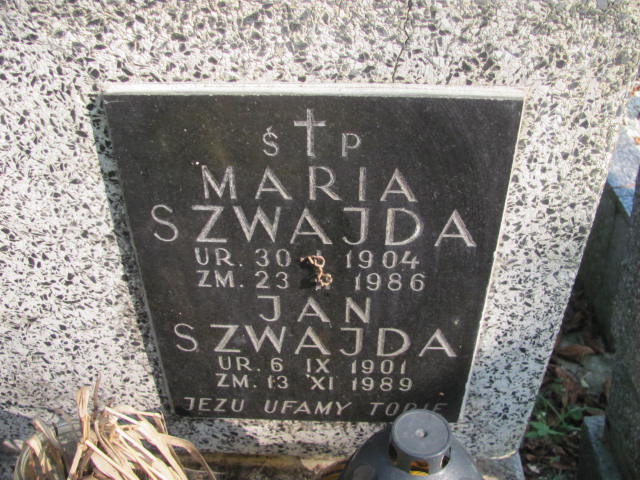 Ś P
MARIA
SZWAJDA
UR. 30 1904
ZM. 23 1986
JAN
SZWAJDA
UR. 6 IX 1901
ZM. 13 XI 1989
JEZU UFAMY TOBIE